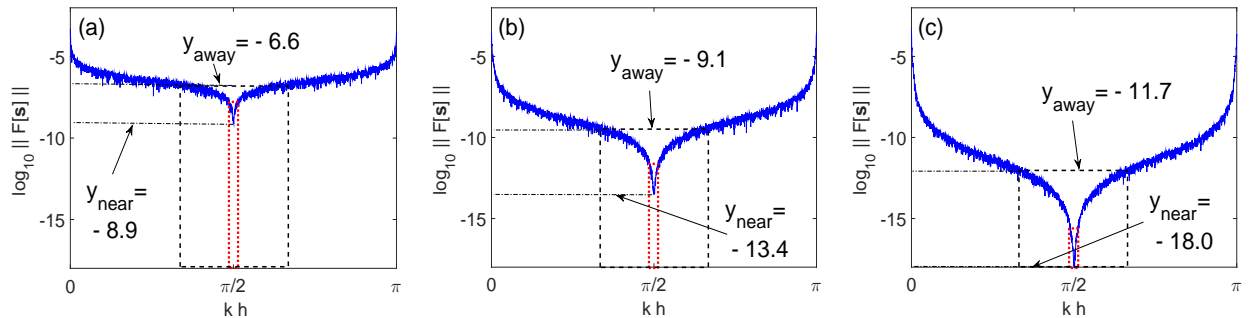 (a)
y_away = - 6.6
-5
-10
-15
log₁₀ || F[s] ||
y_near=
- 8.9
0
π/2
π
k h
(b)
y_away = - 9.1
-5
-10
-15
log₁₀ || F[s] ||
y_near=
- 13.4
0
π/2
π
k h
(c)
y_away = - 11.7
-5
-10
-15
log₁₀ || F[s] ||
y_near=
- 18.0
0
π/2
π
k h